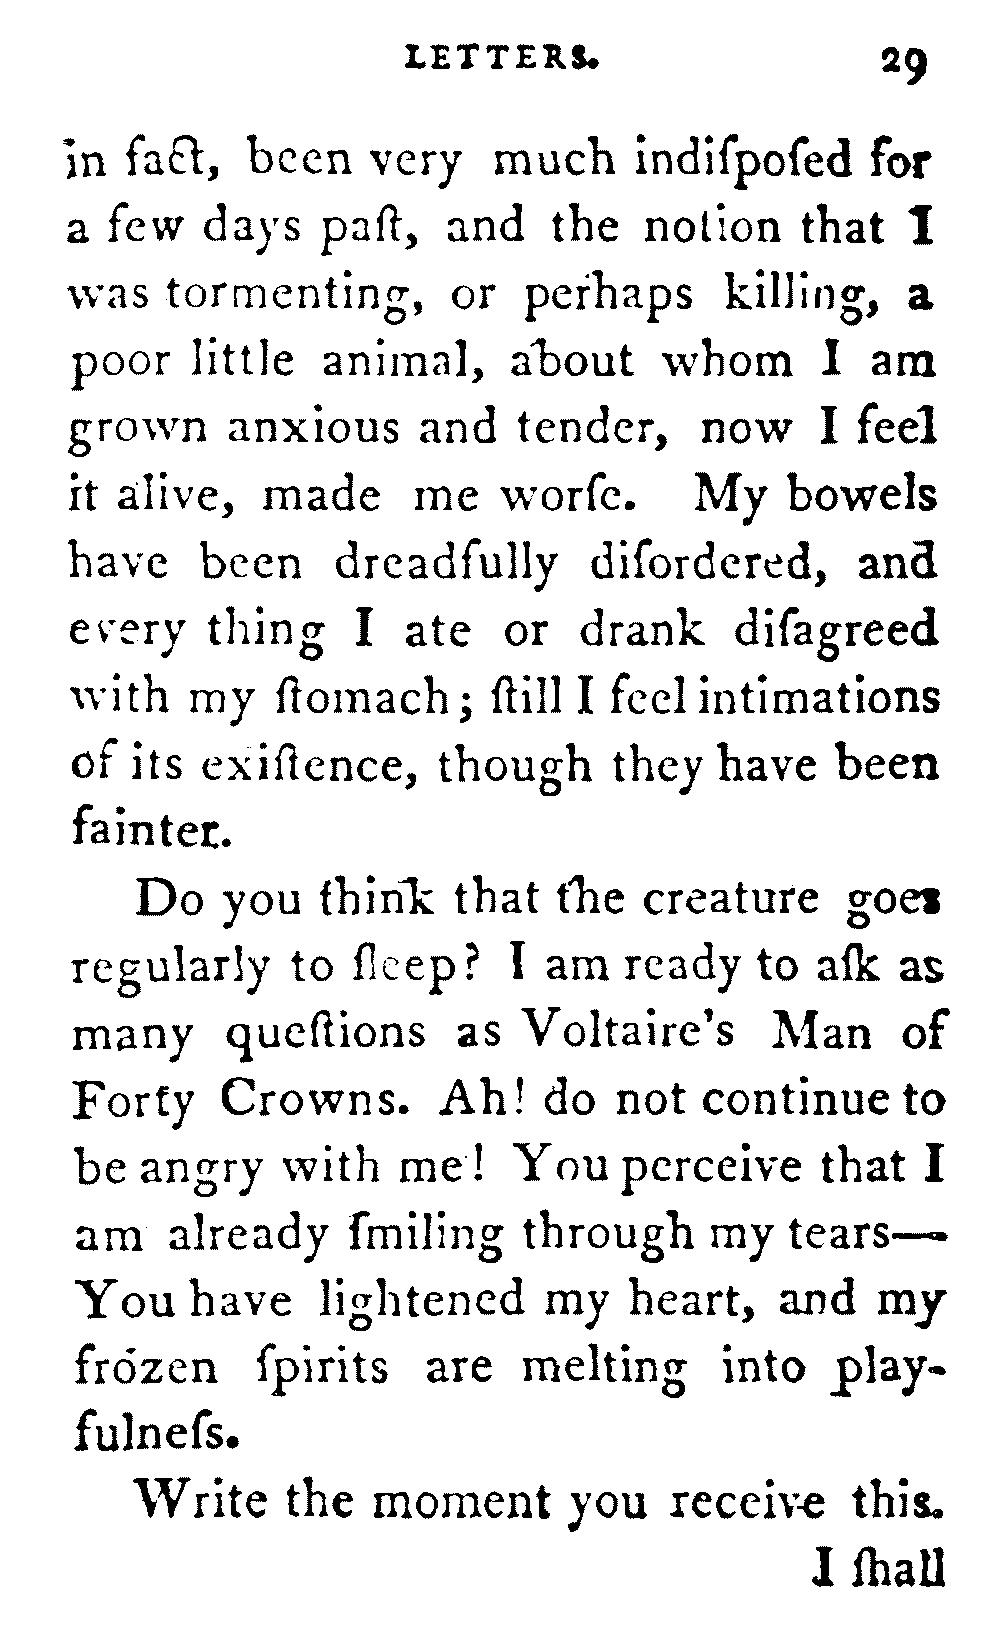 LETTERS. 29
in fact, been very much indiſpoſed for
a few days paſt, and the notion that I
was tormenting, or perhaps killing, a
poor little animal, about whom I am
grown anxious and tender, now I feel
it alive, made me worſe. My bowels
have been dreadfully diſordered, and
every thing I ate or drank diſagreed
with my ſtomach; ſtill I feel intimations
of its exiſtence, though they have been
fainter.
Do you think that the creature goes
regularly to ſleep? I am ready to aſk as
many queſtions as Voltaire's Man of
Forty Crowns. Ah! do not continue to
be angry with me! You perceive that I
am already ſmiling through my tears—
You have lightened my heart, and my
frozen ſpirits are melting into play-
fulneſs.
Write the moment you receive this.
I ſhall